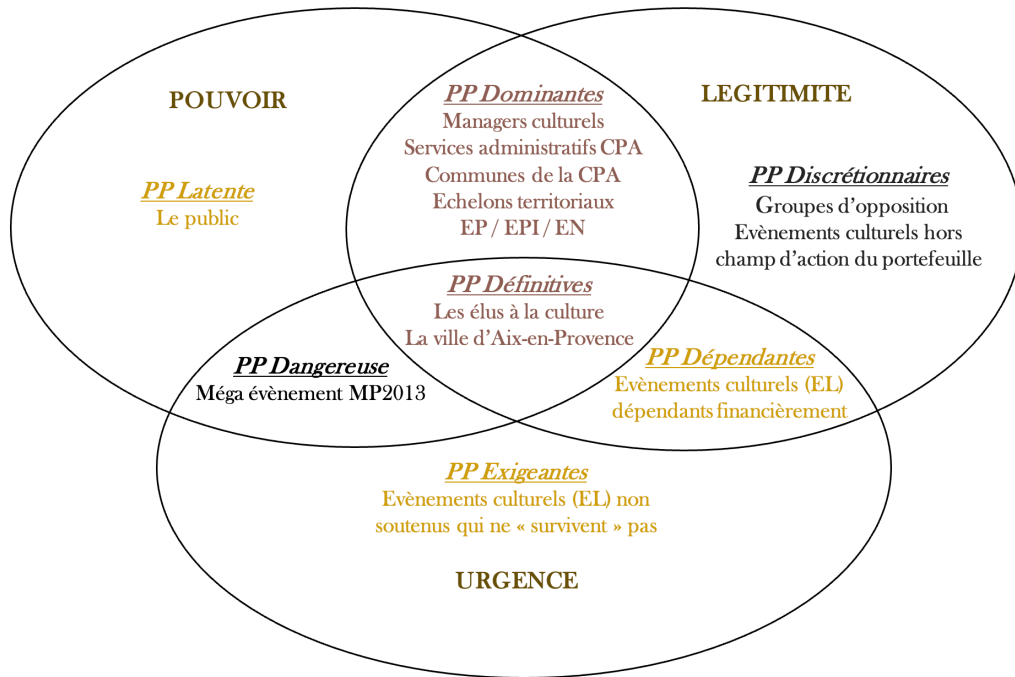 POUVOIR
LEGITIMITE
PP Dominantes
Managers culturels
Services administratifs CPA
Communes de la CPA
Echelons territoriaux
EP / EPI / EN
PP Latente
Le public
PP Discrétionnaires
Groupes d'opposition
Evènements culturels hors
champ d'action du portefeuille
PP Définitives
Les élus à la culture
La ville d'Aix-en-Provence
PP Dangereuse
Méga évènement MP2013
PP Dépendantes
Evènements culturels (EL)
dépendants financièrement
PP Exigeantes
Evènements culturels (EL) non
soutenus qui ne « survivent » pas
URGENCE